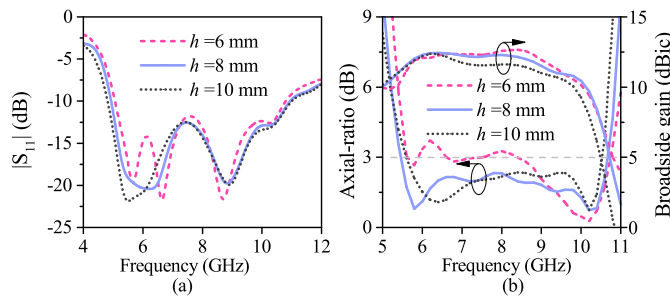 0
-5
-10
-15
-20
-25
|S11| (dB)
h =6 mm
h =8 mm
h =10 mm
4
6
8
10
12
Frequency (GHz)
(a)
9
6
3
0
Axial-ratio (dB)
h =6 mm
h =8 mm
h =10 mm
15
10
5
0
Broadside gain (dBic)
5
6
7
8
9
10
11
Frequency (GHz)
(b)